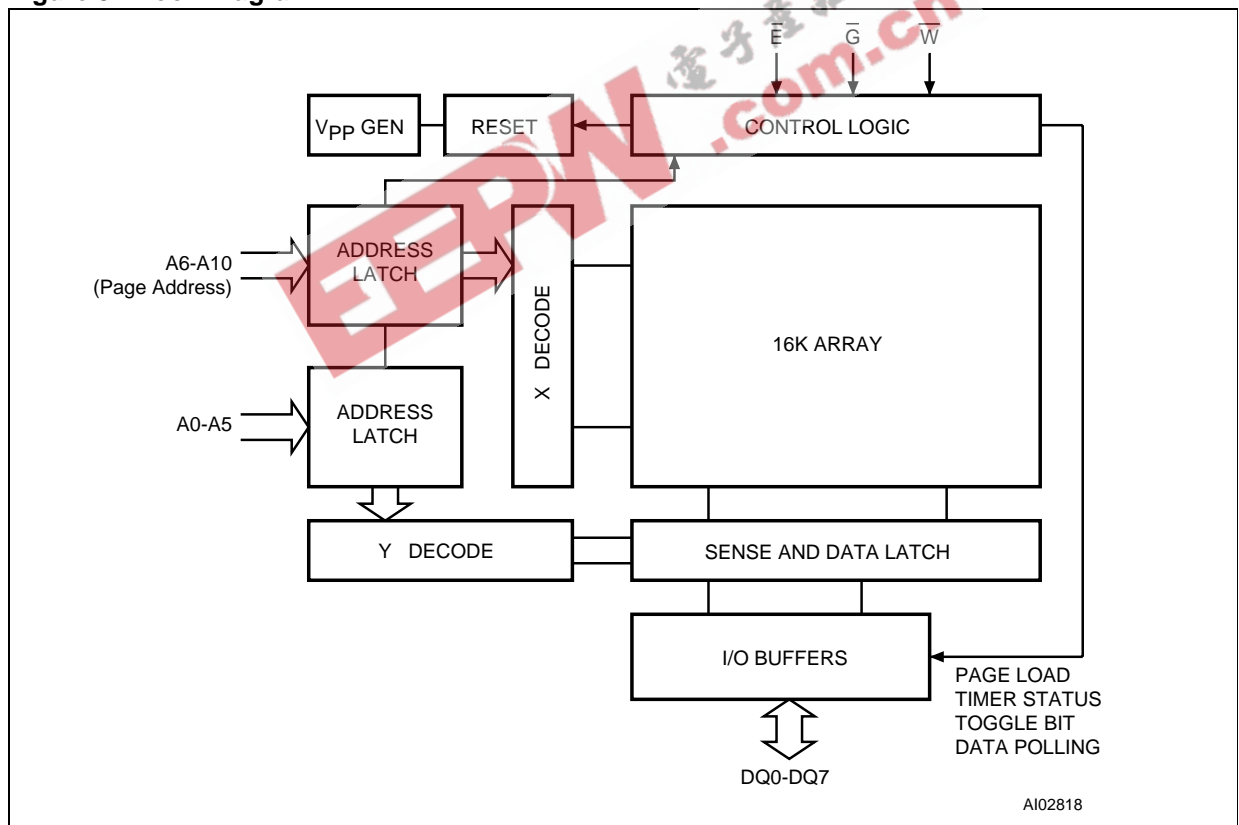 E G W
VPP GEN
RESET
CONTROL LOGIC
A6-A10
(Page Address)
ADDRESS
LATCH
X DECODE
16K ARRAY
A0-A5
ADDRESS
LATCH
Y DECODE
SENSE AND DATA LATCH
I/O BUFFERS
PAGE LOAD
TIMER STATUS
TOGGLE BIT
DATA POLLING
DQ0-DQ7
AI02818
EEPW
.com.cn